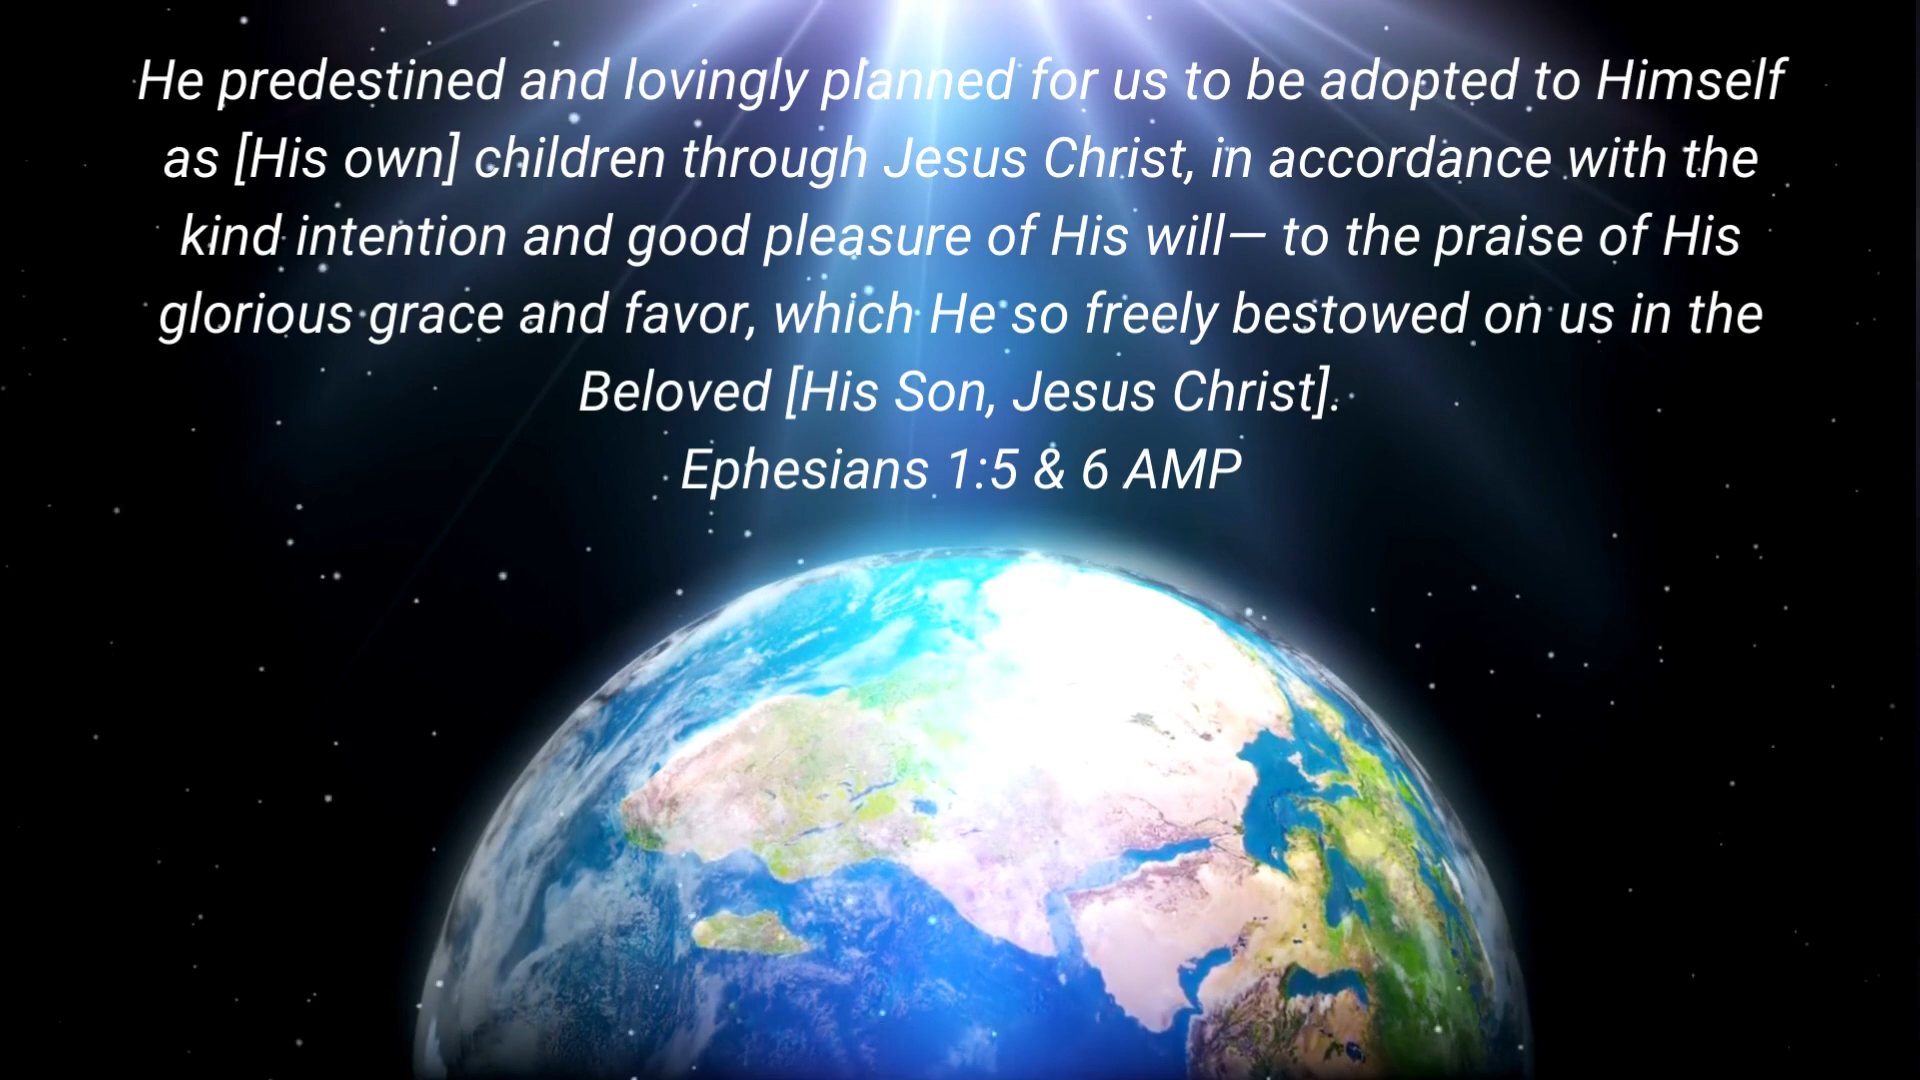 He predestined and lovingly planned for us to be adopted to Himself
as [His own] children through Jesus Christ, in accordance with the
kind intention and good pleasure of His will— to the praise of His
glorious grace and favor, which He so freely bestowed on us in the
Beloved [His Son, Jesus Christ].
Ephesians 1:5 & 6 AMP